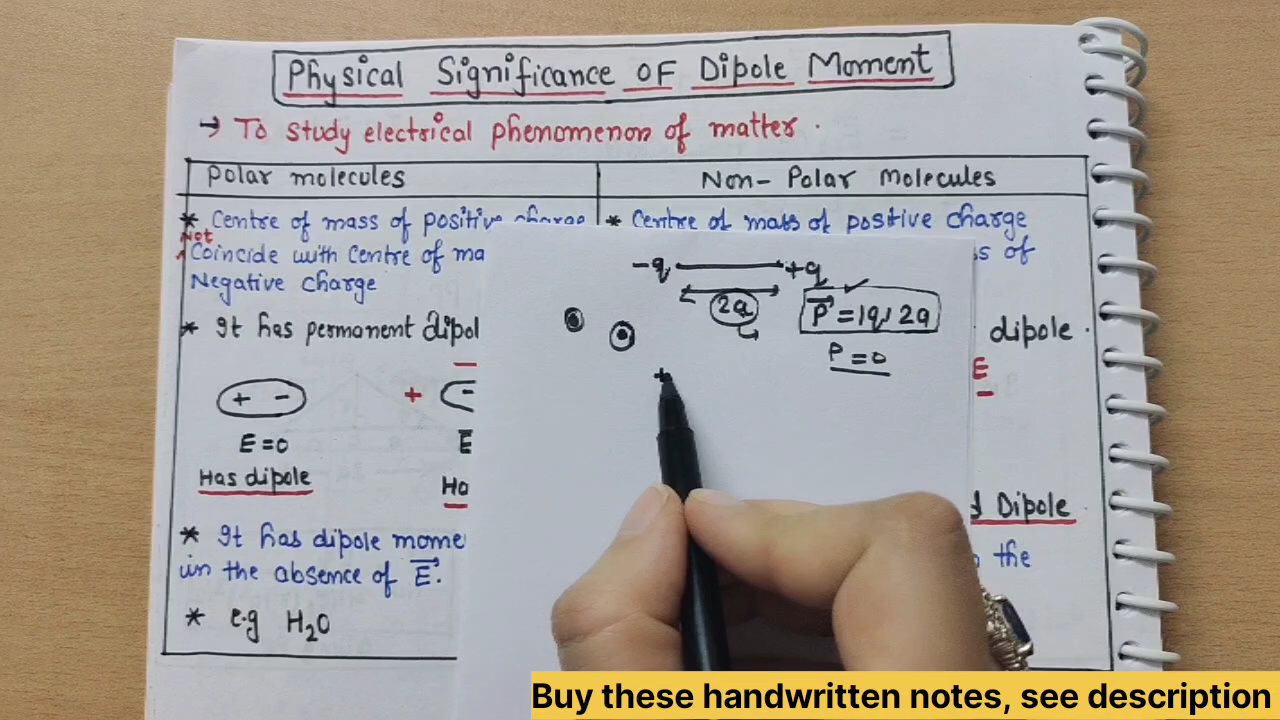 Physical Significance OF Dipole Moment
→ To study electrical phenomenon of matter.
Polar molecules
Non-Polar Molecules
* Centre of mass of positive charge
Not
Coincide with Centre of ma
Negative charge
* It has permanent dipol
+ -
+
-
E=0
E
Has dipole
Ha
* It has dipole mome
in the absence of E⃗.
* e.g H₂O
* Centre of mass of postive charge
s of
dipole.
E
d Dipole
the
-q +q
2a
P⃗ = |q| 2a
P = 0
+
Buy these handwritten notes, see description